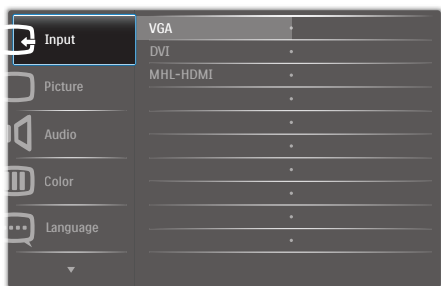 Input
Picture
Audio
Color
Language
VGA
DVI
MHL-HDMI